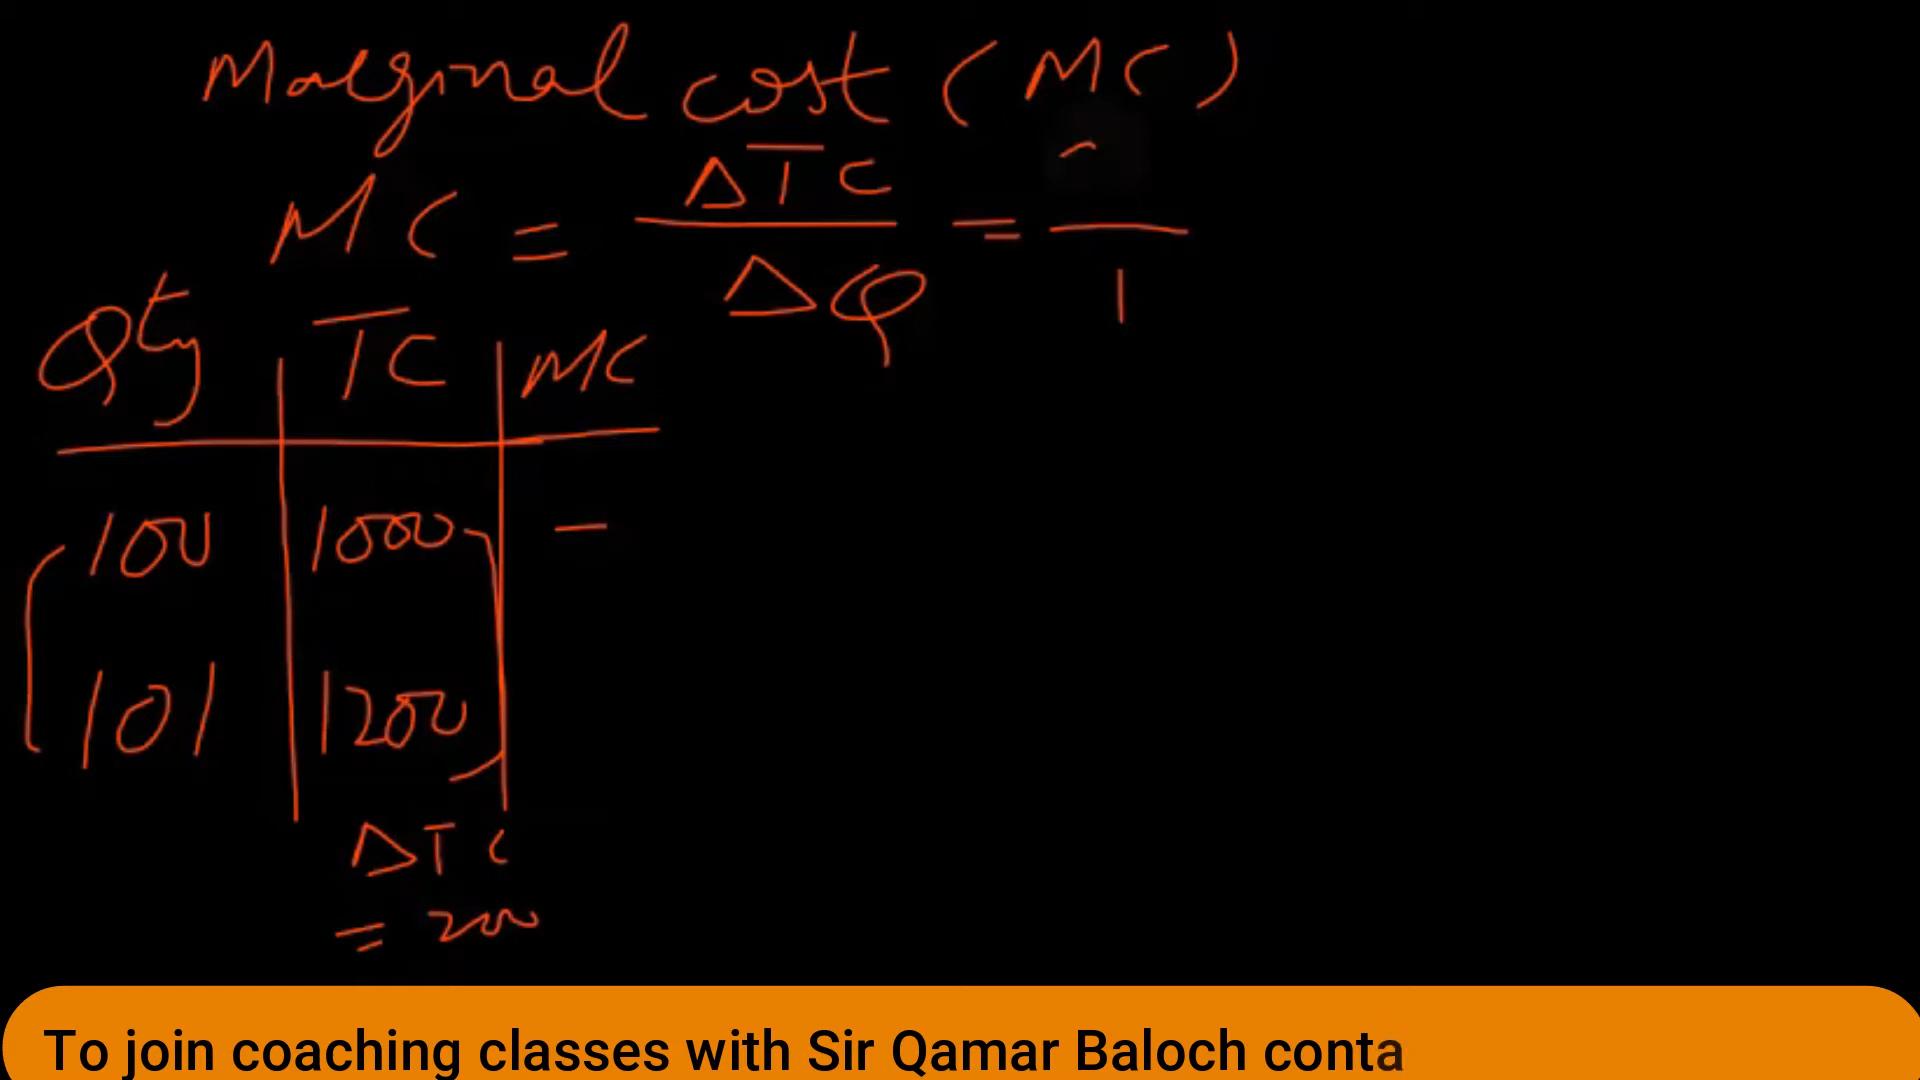 Marginal cost (MC)
MC = ΔTC / ΔQ = / 1
Qty TC MC
100 1000 —
101 1200
ΔTC
= 200
To join coaching classes with Sir Qamar Baloch conta